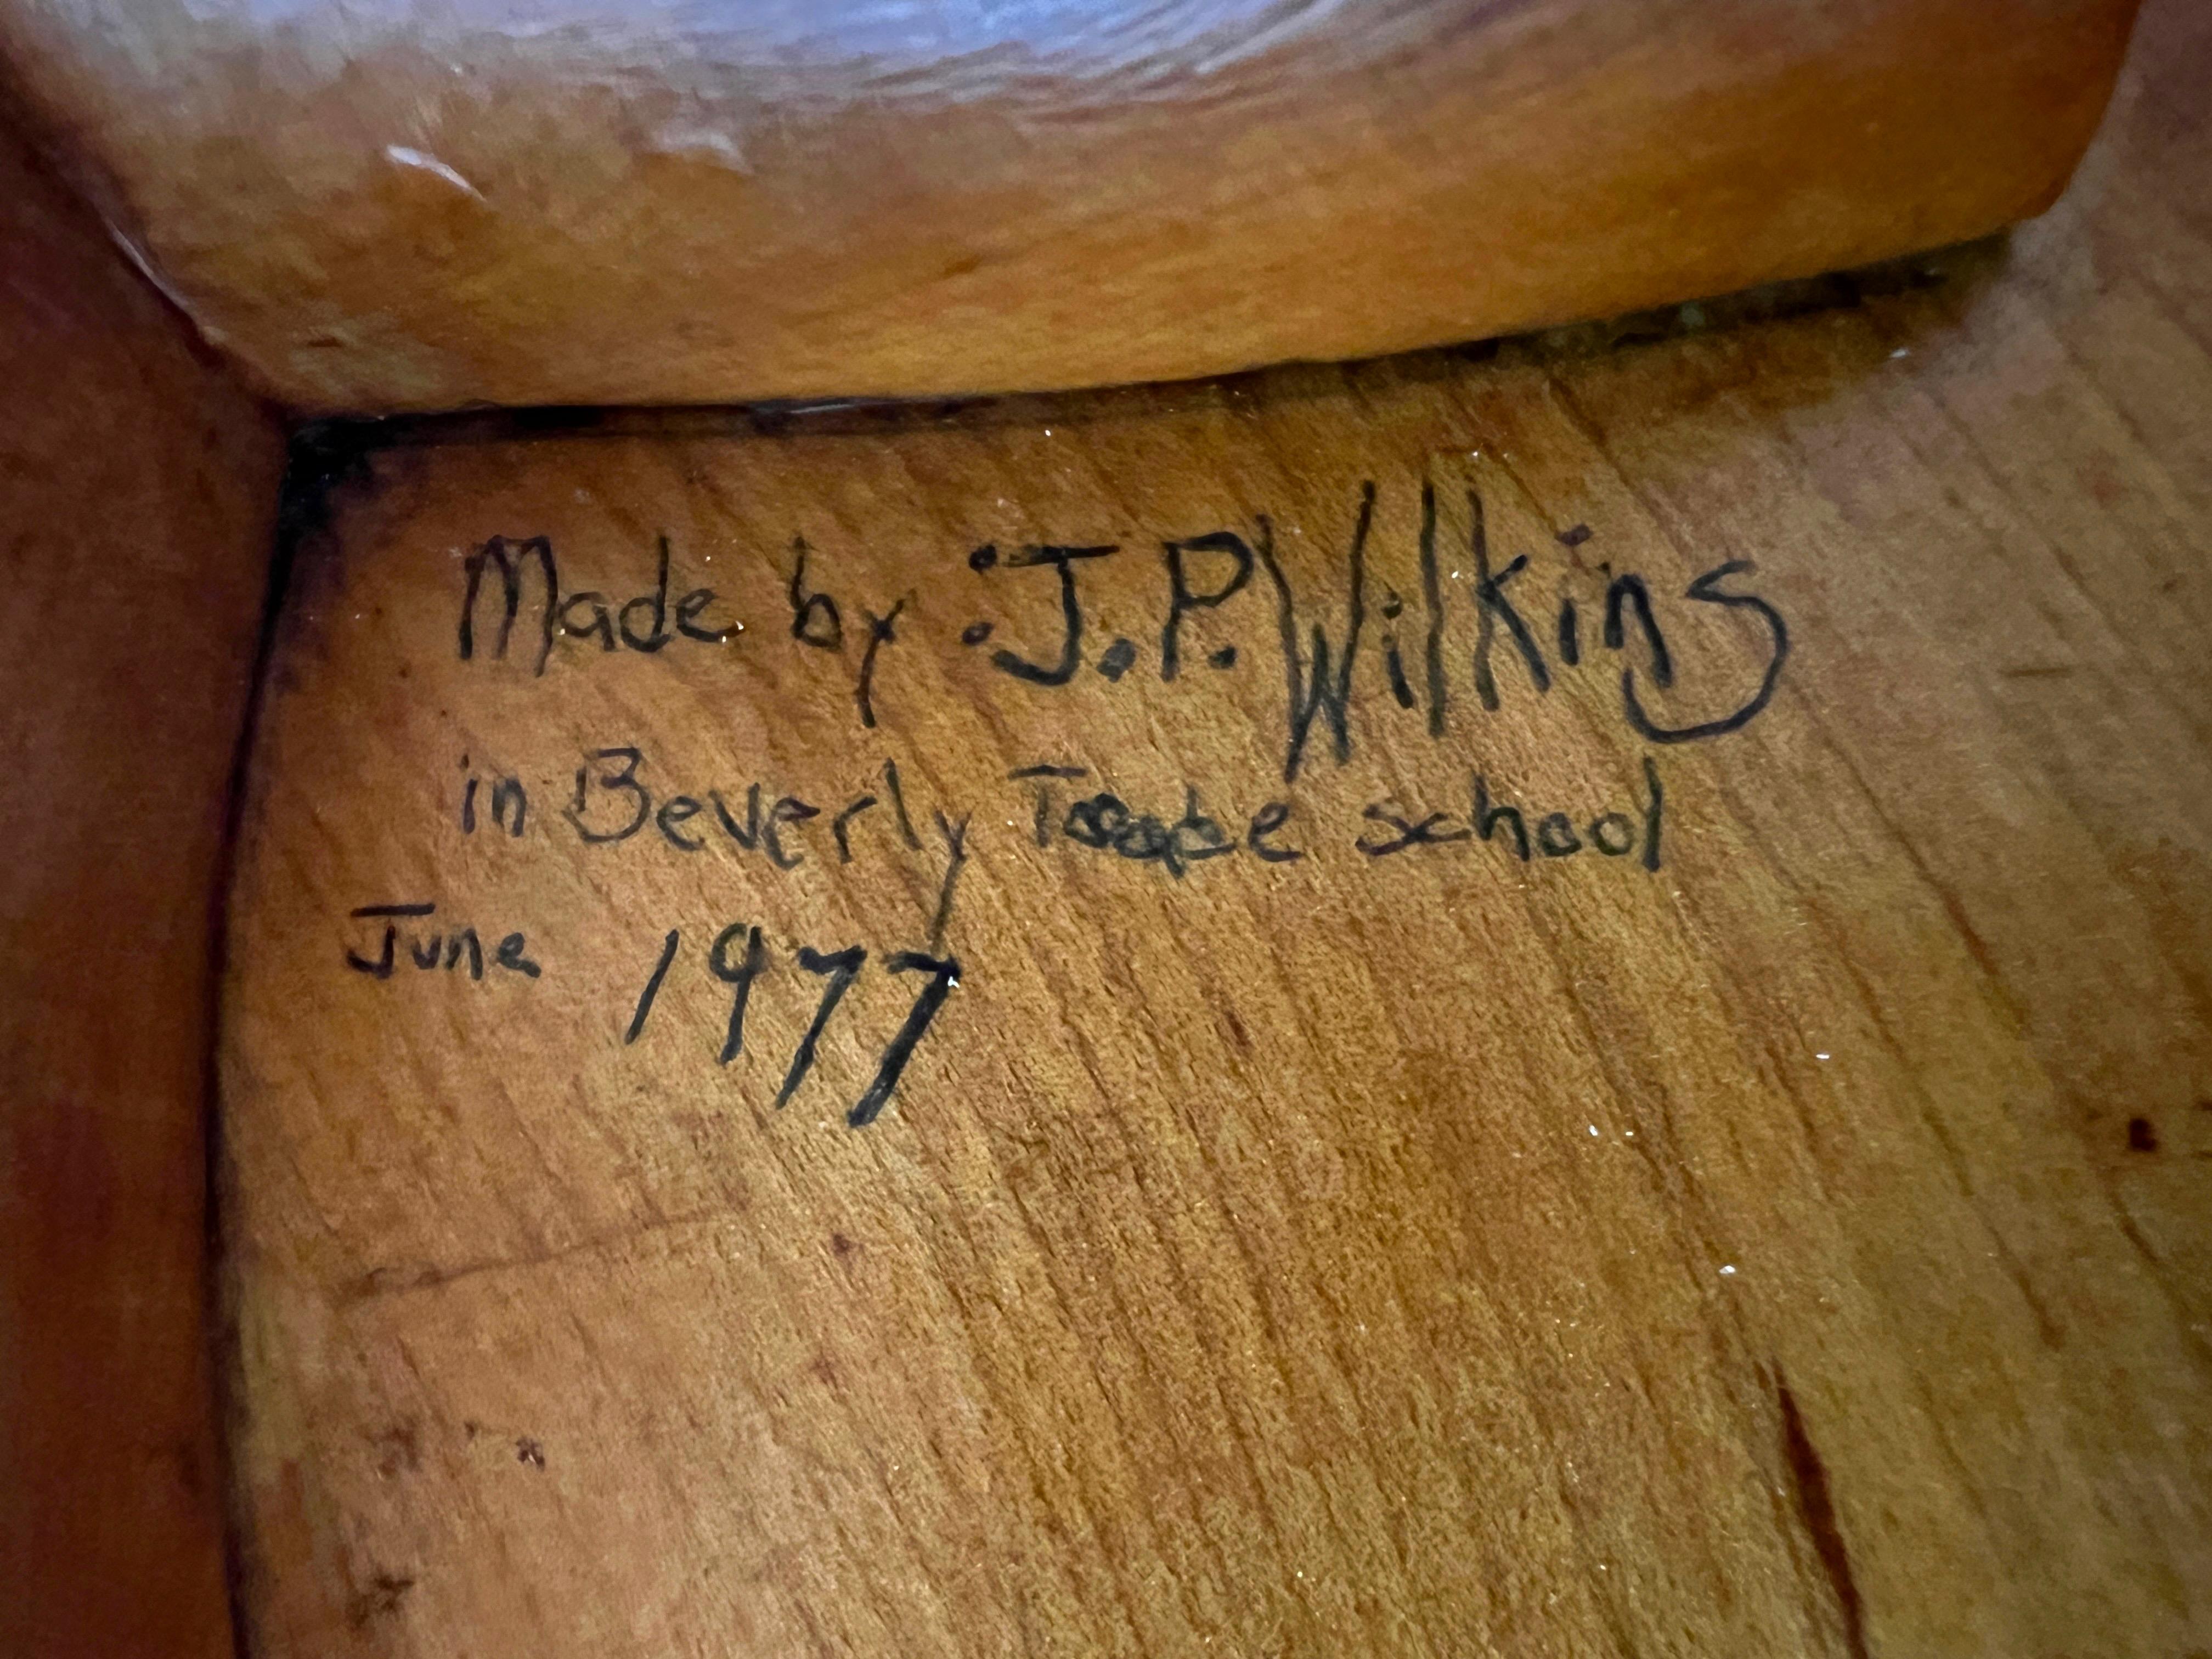 Made by : J.P. Wilkins
in Beverly school
June 1977